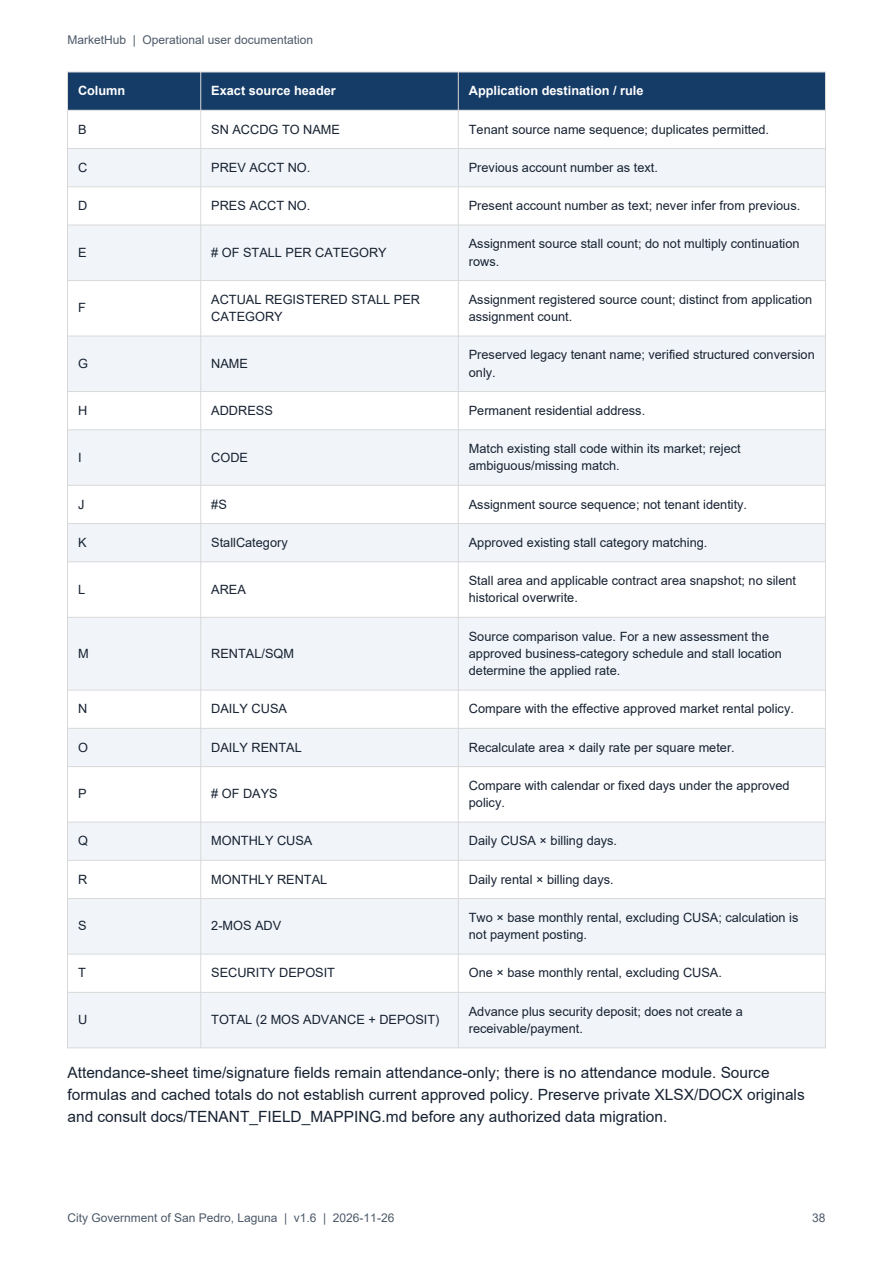 MarketHub | Operational user documentation
Column Exact source header Application destination / rule
B SN ACCDG TO NAME Tenant source name sequence; duplicates permitted.
C PREV ACCT NO. Previous account number as text.
D PRES ACCT NO. Present account number as text; never infer from previous.
E # OF STALL PER CATEGORY Assignment source stall count; do not multiply continuation
rows.
F ACTUAL REGISTERED STALL PER
CATEGORY
Assignment registered source count; distinct from application
assignment count.
G NAME Preserved legacy tenant name; verified structured conversion
only.
H ADDRESS Permanent residential address.
I CODE Match existing stall code within its market; reject
ambiguous/missing match.
J #S Assignment source sequence; not tenant identity.
K StallCategory Approved existing stall category matching.
L AREA Stall area and applicable contract area snapshot; no silent
historical overwrite.
M RENTAL/SQM Source comparison value. For a new assessment the
approved business-category schedule and stall location
determine the applied rate.
N DAILY CUSA Compare with the effective approved market rental policy.
O DAILY RENTAL Recalculate area × daily rate per square meter.
P # OF DAYS Compare with calendar or fixed days under the approved
policy.
Q MONTHLY CUSA Daily CUSA × billing days.
R MONTHLY RENTAL Daily rental × billing days.
S 2-MOS ADV Two × base monthly rental, excluding CUSA; calculation is
not payment posting.
T SECURITY DEPOSIT One × base monthly rental, excluding CUSA.
U TOTAL (2 MOS ADVANCE + DEPOSIT) Advance plus security deposit; does not create a
receivable/payment.
Attendance-sheet time/signature fields remain attendance-only; there is no attendance module. Source
formulas and cached totals do not establish current approved policy. Preserve private XLSX/DOCX originals
and consult docs/TENANT_FIELD_MAPPING.md before any authorized data migration.
City Government of San Pedro, Laguna | v1.6 | 2026-11-26 38